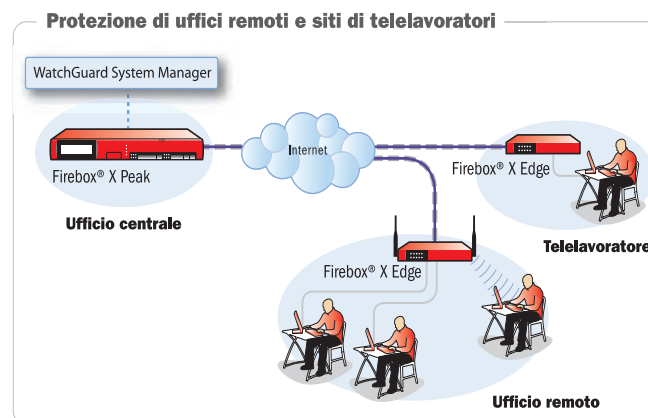 Protezione di uffici remoti e siti di telelavoratori
WatchGuard System Manager
Internet
Firebox® X Peak
Firebox® X Edge
Ufficio centrale
Telelavoratore
Firebox® X Edge
Ufficio remoto